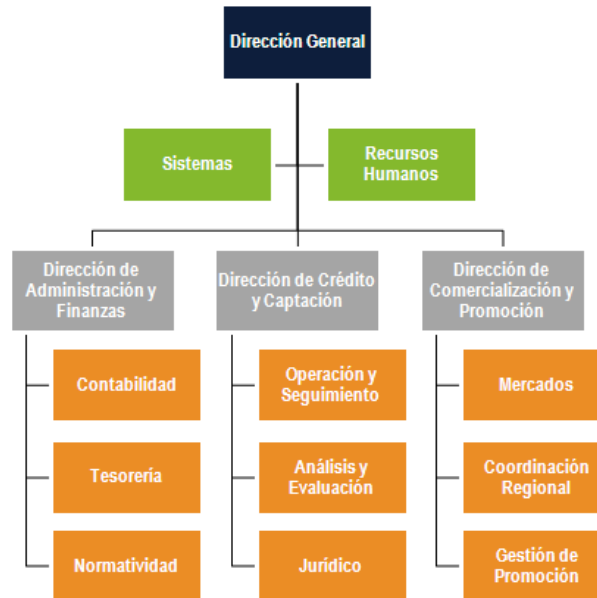 Dirección General
Sistemas
Recursos
Humanos
Dirección de
Administración y
Finanzas
Dirección de Crédito
y Captación
Dirección de
Comercialización y
Promoción
Contabilidad
Operación y
Seguimiento
Mercados
Tesorería
Análisis y
Evaluación
Coordinación
Regional
Normatividad
Jurídico
Gestión de
Promoción